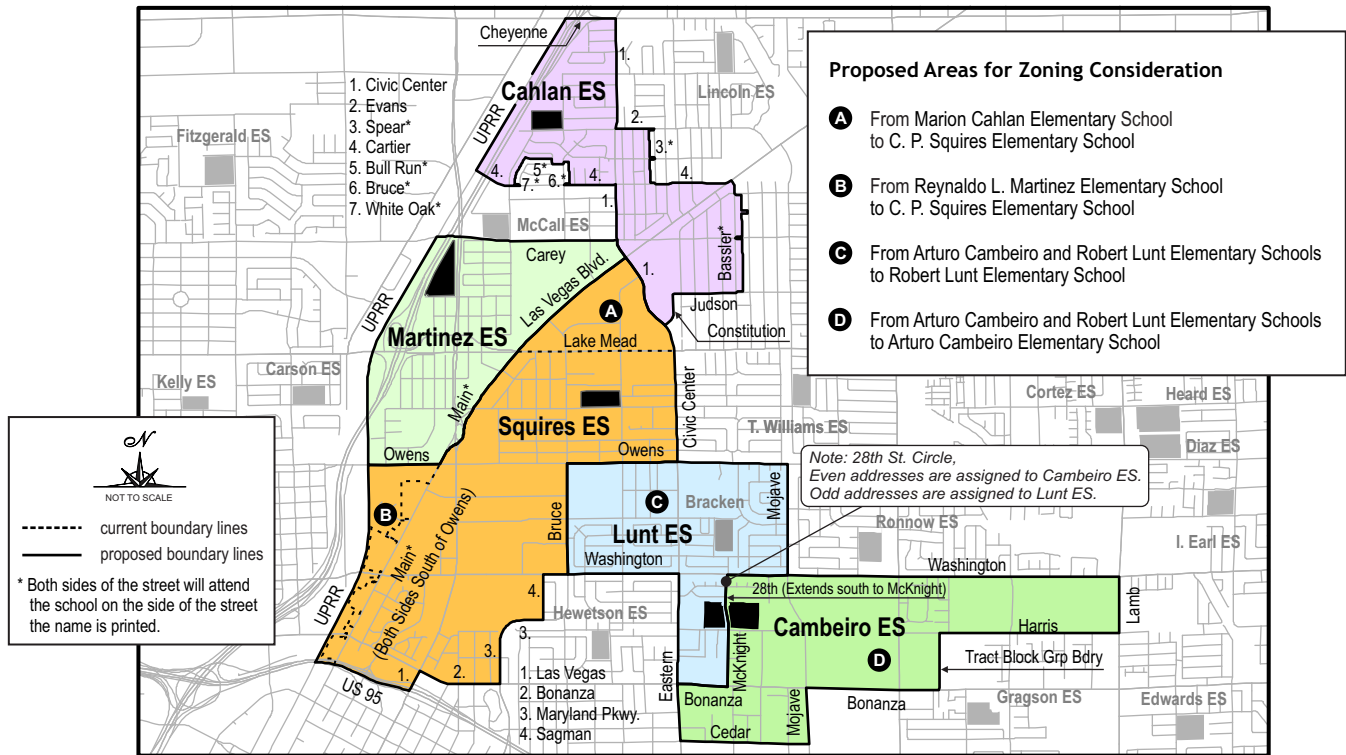 Cheyenne
1.
Cahlan ES
Lincoln ES
2.
3.*
UPRR
4.
5*
7.*
6.*
4.
4.
1.
1. Civic Center
2. Evans
3. Spear*
4. Cartier
5. Bull Run*
6. Bruce*
7. White Oak*
Fitzgerald ES
McCall ES
Carey
Las Vegas Blvd.
1.
Bassler*
Judson
Constitution
UPRR
Martinez ES
A
Lake Mead
Kelly ES
Carson ES
Main*
Squires ES
Civic Center
T. Williams ES
Cortez ES
Heard ES
Diaz ES
Owens
Owens
Proposed Areas for Zoning Consideration
A From Marion Cahlan Elementary School
to C. P. Squires Elementary School
B From Reynaldo L. Martinez Elementary School
to C. P. Squires Elementary School
C From Arturo Cambeiro and Robert Lunt Elementary Schools
to Robert Lunt Elementary School
D From Arturo Cambeiro and Robert Lunt Elementary Schools
to Arturo Cambeiro Elementary School
Note: 28th St. Circle,
Even addresses are assigned to Cambeiro ES.
Odd addresses are assigned to Lunt ES.
N
NOT TO SCALE
current boundary lines
proposed boundary lines
* Both sides of the street will attend
the school on the side of the street
the name is printed.
B
Main*
(Both Sides South of Owens)
UPRR
Bruce
C
Bracken
Lunt ES
Mojave
Washington
Ronnow ES
I. Earl ES
Washington
4.
Hewetson ES
3.
28th (Extends south to McKnight)
Cambeiro ES
Harris
Lamb
3.
McKnight
D
Tract Block Grp Bdry
1.
2.
US 95
1. Las Vegas
2. Bonanza
3. Maryland Pkwy.
4. Sagman
Eastern
Bonanza
Cedar
Mojave
Bonanza
Gragson ES
Edwards ES